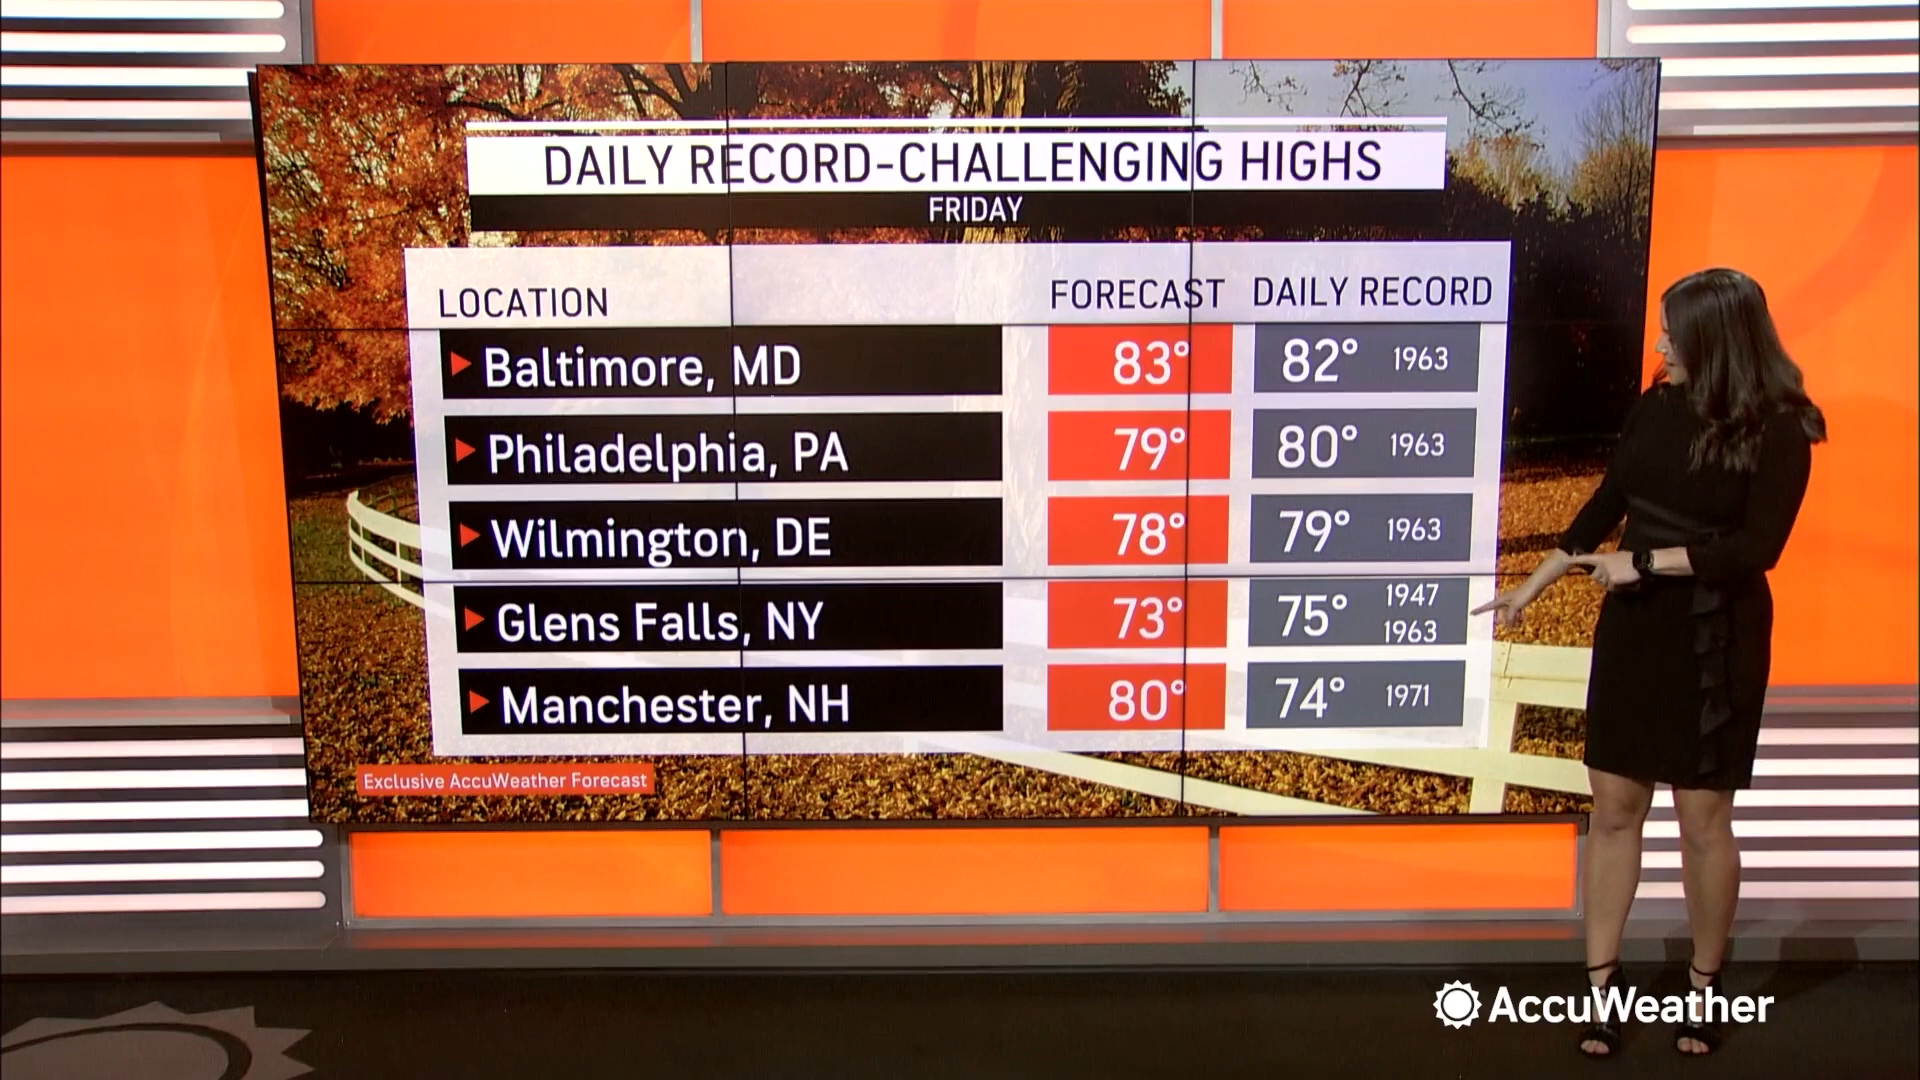 DAILY RECORD-CHALLENGING HIGHS
FRIDAY
LOCATION FORECAST DAILY RECORD
Baltimore, MD 83° 82° 1963
Philadelphia, PA 79° 80° 1963
Wilmington, DE 78° 79° 1963
Glens Falls, NY 73° 75° 1947 1963
Manchester, NH 80° 74° 1971
Exclusive AccuWeather Forecast
AccuWeather